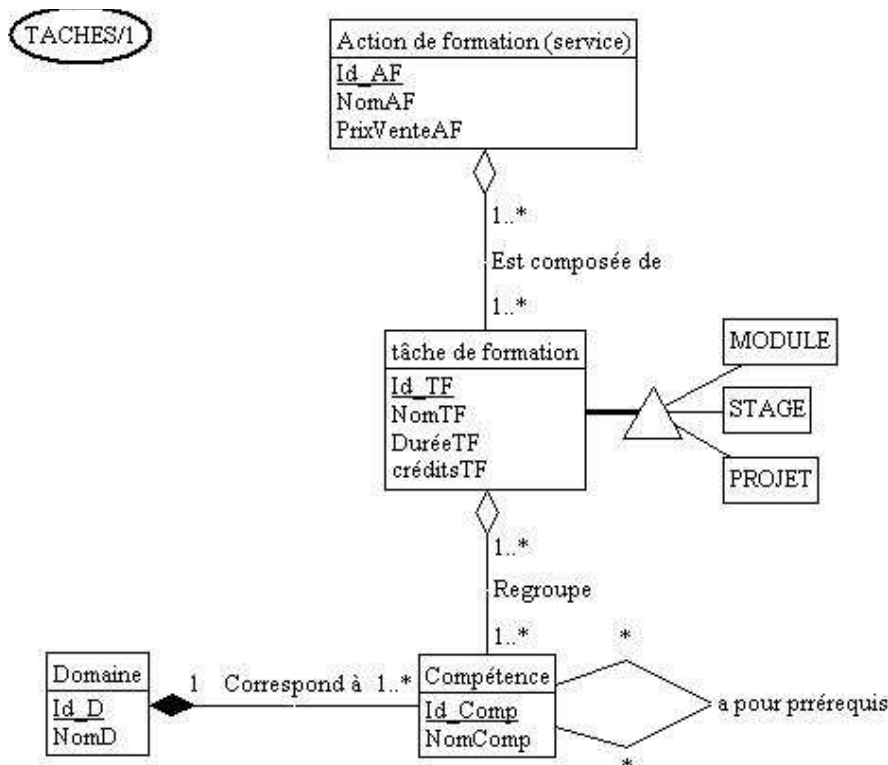 TACHES/1
Action de formation (service)
Id_AF
NomAF
PrixVenteAF
1..*
Est composée de
1..*
tâche de formation
Id_TF
NomTF
DuréeTF
créditsTF
MODULE
STAGE
PROJET
1..*
Regroupe
1..*
Domaine
Id_D
NomD
1 Correspond à 1..*
Compétence
Id_Comp
NomComp
*
a pour prrérequis
*